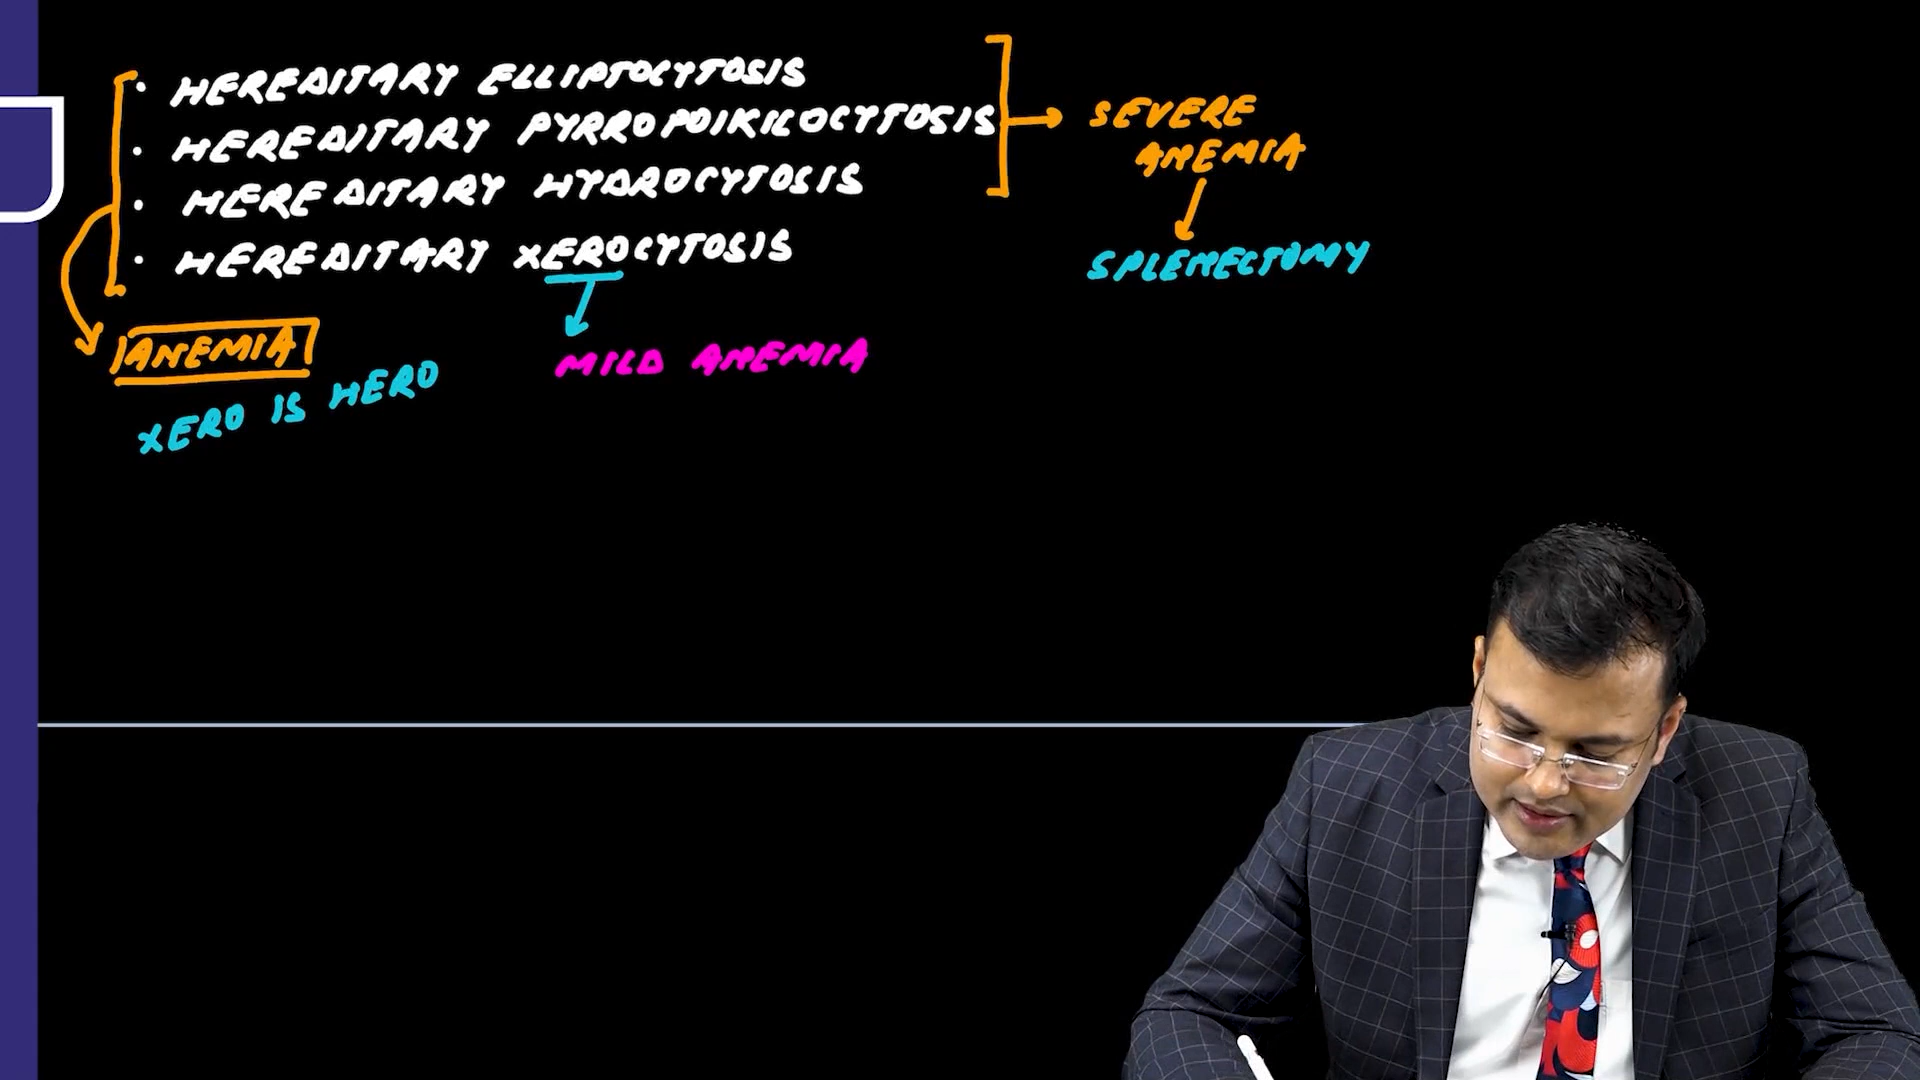 • HEREDITARY ELLIPTOCYTOSIS
• HEREDITARY PYRROPOIKILOCYTOSIS
• HEREDITARY HYDROCYTOSIS
• HEREDITARY XEROCYTOSIS
SEVERE
ANEMIA
SPLENECTOMY
ANEMIA
MILD ANEMIA
XERO IS HERO